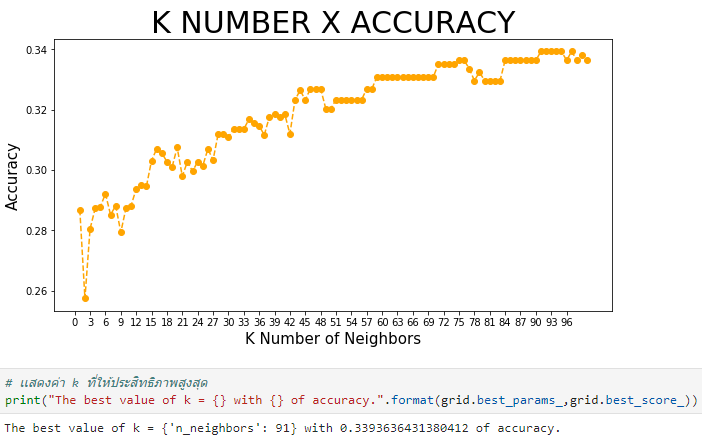 K NUMBER X ACCURACY
0.34
0.32
0.30
0.28
0.26
Accuracy
0 3 6 9 12 15 18 21 24 27 30 33 36 39 42 45 48 51 54 57 60 63 66 69 72 75 78 81 84 87 90 93 96
K Number of Neighbors
# แสดงค่า k ที่ให้ประสิทธิภาพสูงสุด
print("The best value of k = {} with {} of accuracy.".format(grid.best_params_,grid.best_score_))
The best value of k = {'n_neighbors': 91} with 0.3393636431380412 of accuracy.